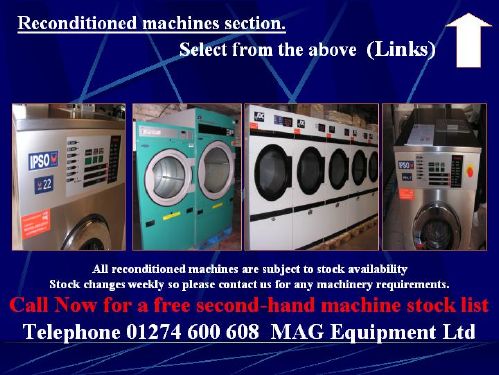 Reconditioned machines section.
Select from the above (Links)
IPSO
22
IPSO
All reconditioned machines are subject to stock availability
Stock changes weekly so please contact us for any machinery requirements.
Call Now for a free second-hand machine stock list
Telephone 01274 600 608 MAG Equipment Ltd